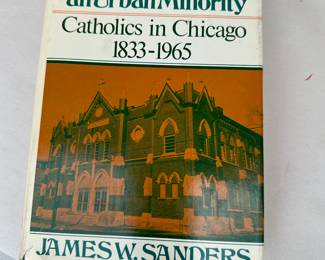 an Urban Minority
Catholics in Chicago
1833-1965
JAMES W. SANDERS